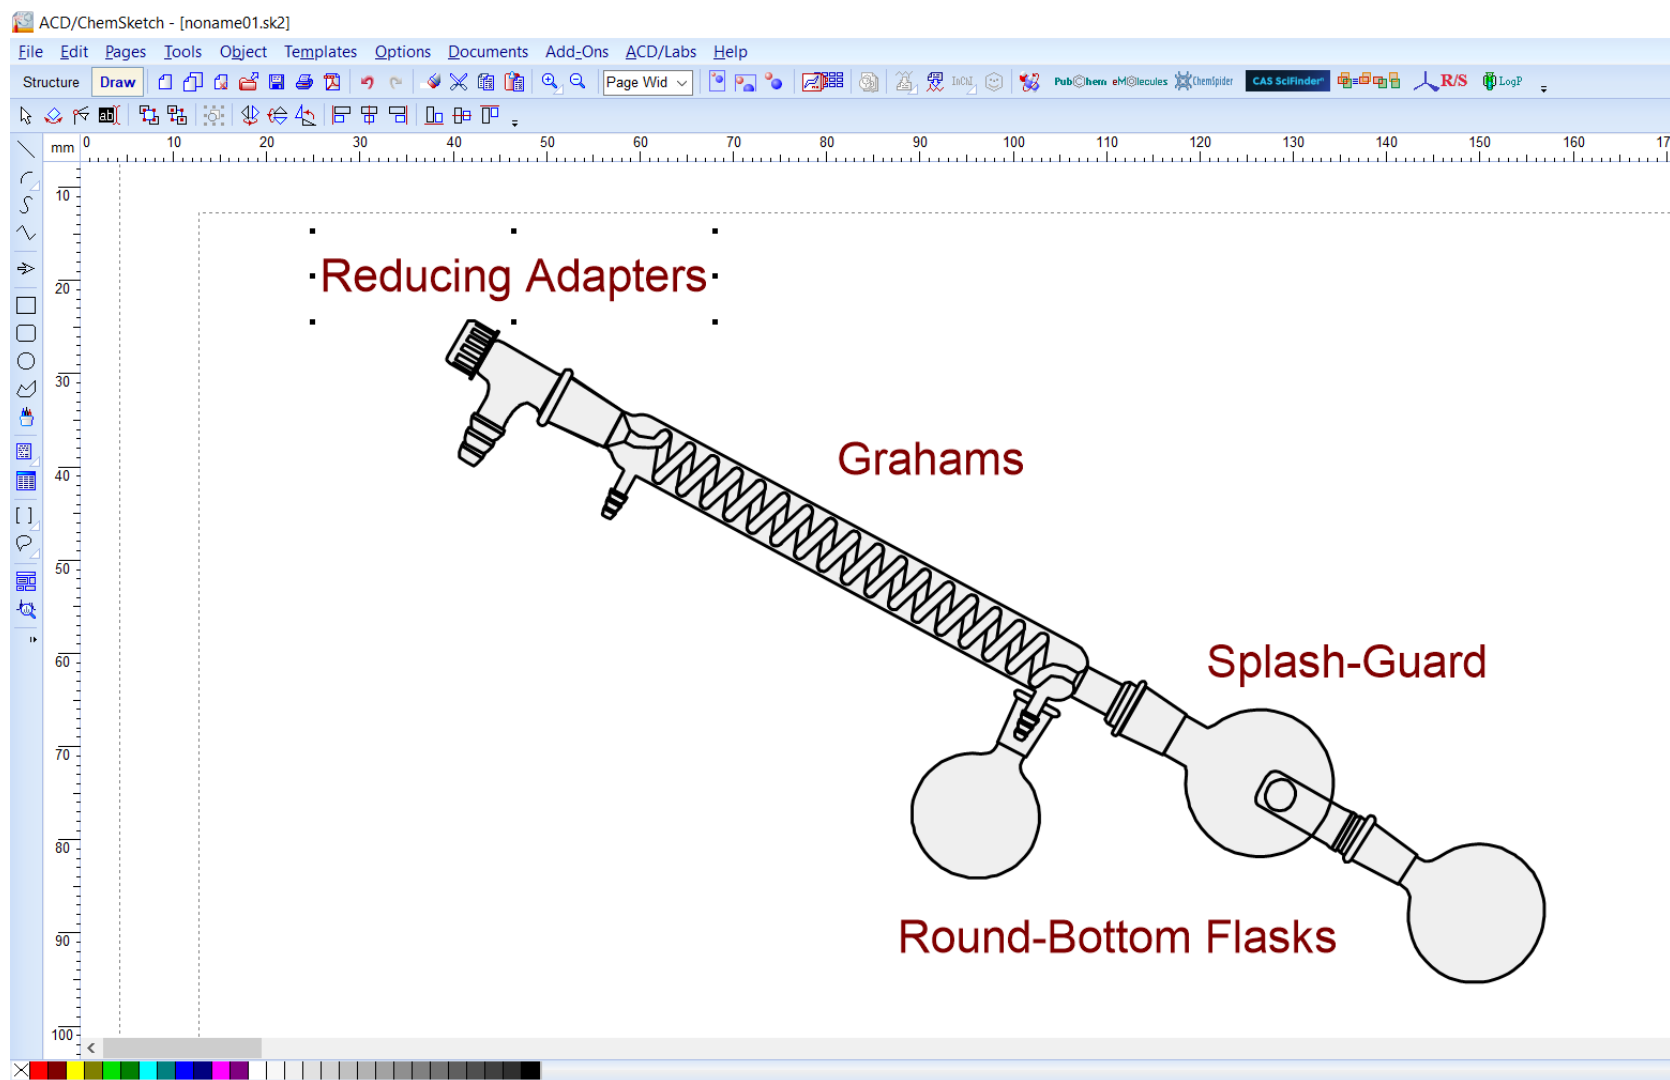 ACD/ChemSketch - [noname01.sk2]
File Edit Pages Tools Object Templates Options Documents Add-Ons ACD/Labs Help
Structure Draw Page Wid InChI PubChem eMolecules ChemSpider CAS SciFinder R/S LogP
ab
mm 0 10 20 30 40 50 60 70 80 90 100 110 120 130 140 150 160 17
10
Reducing Adapters
20
30
Grahams
40
50
60
Splash-Guard
70
80
90
Round-Bottom Flasks
100